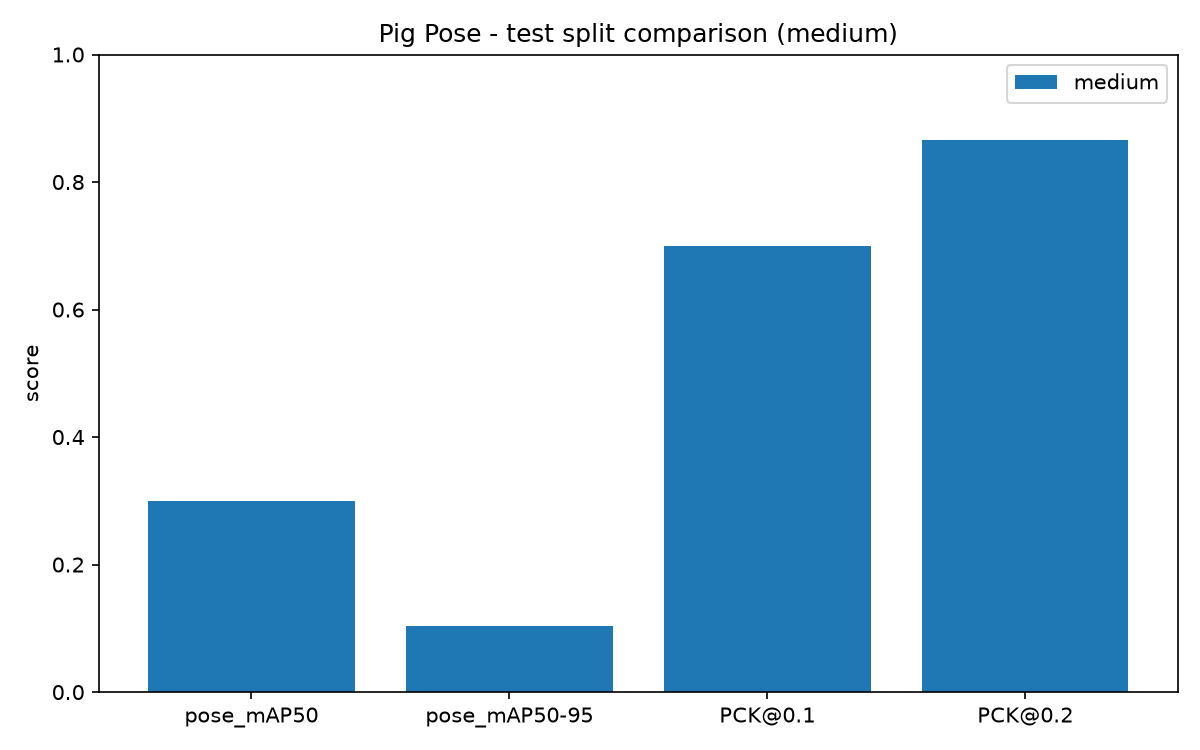 Pig Pose - test split comparison (medium)
medium
1.0
0.8
0.6
0.4
0.2
0.0
score
pose_mAP50
pose_mAP50-95
PCK@0.1
PCK@0.2